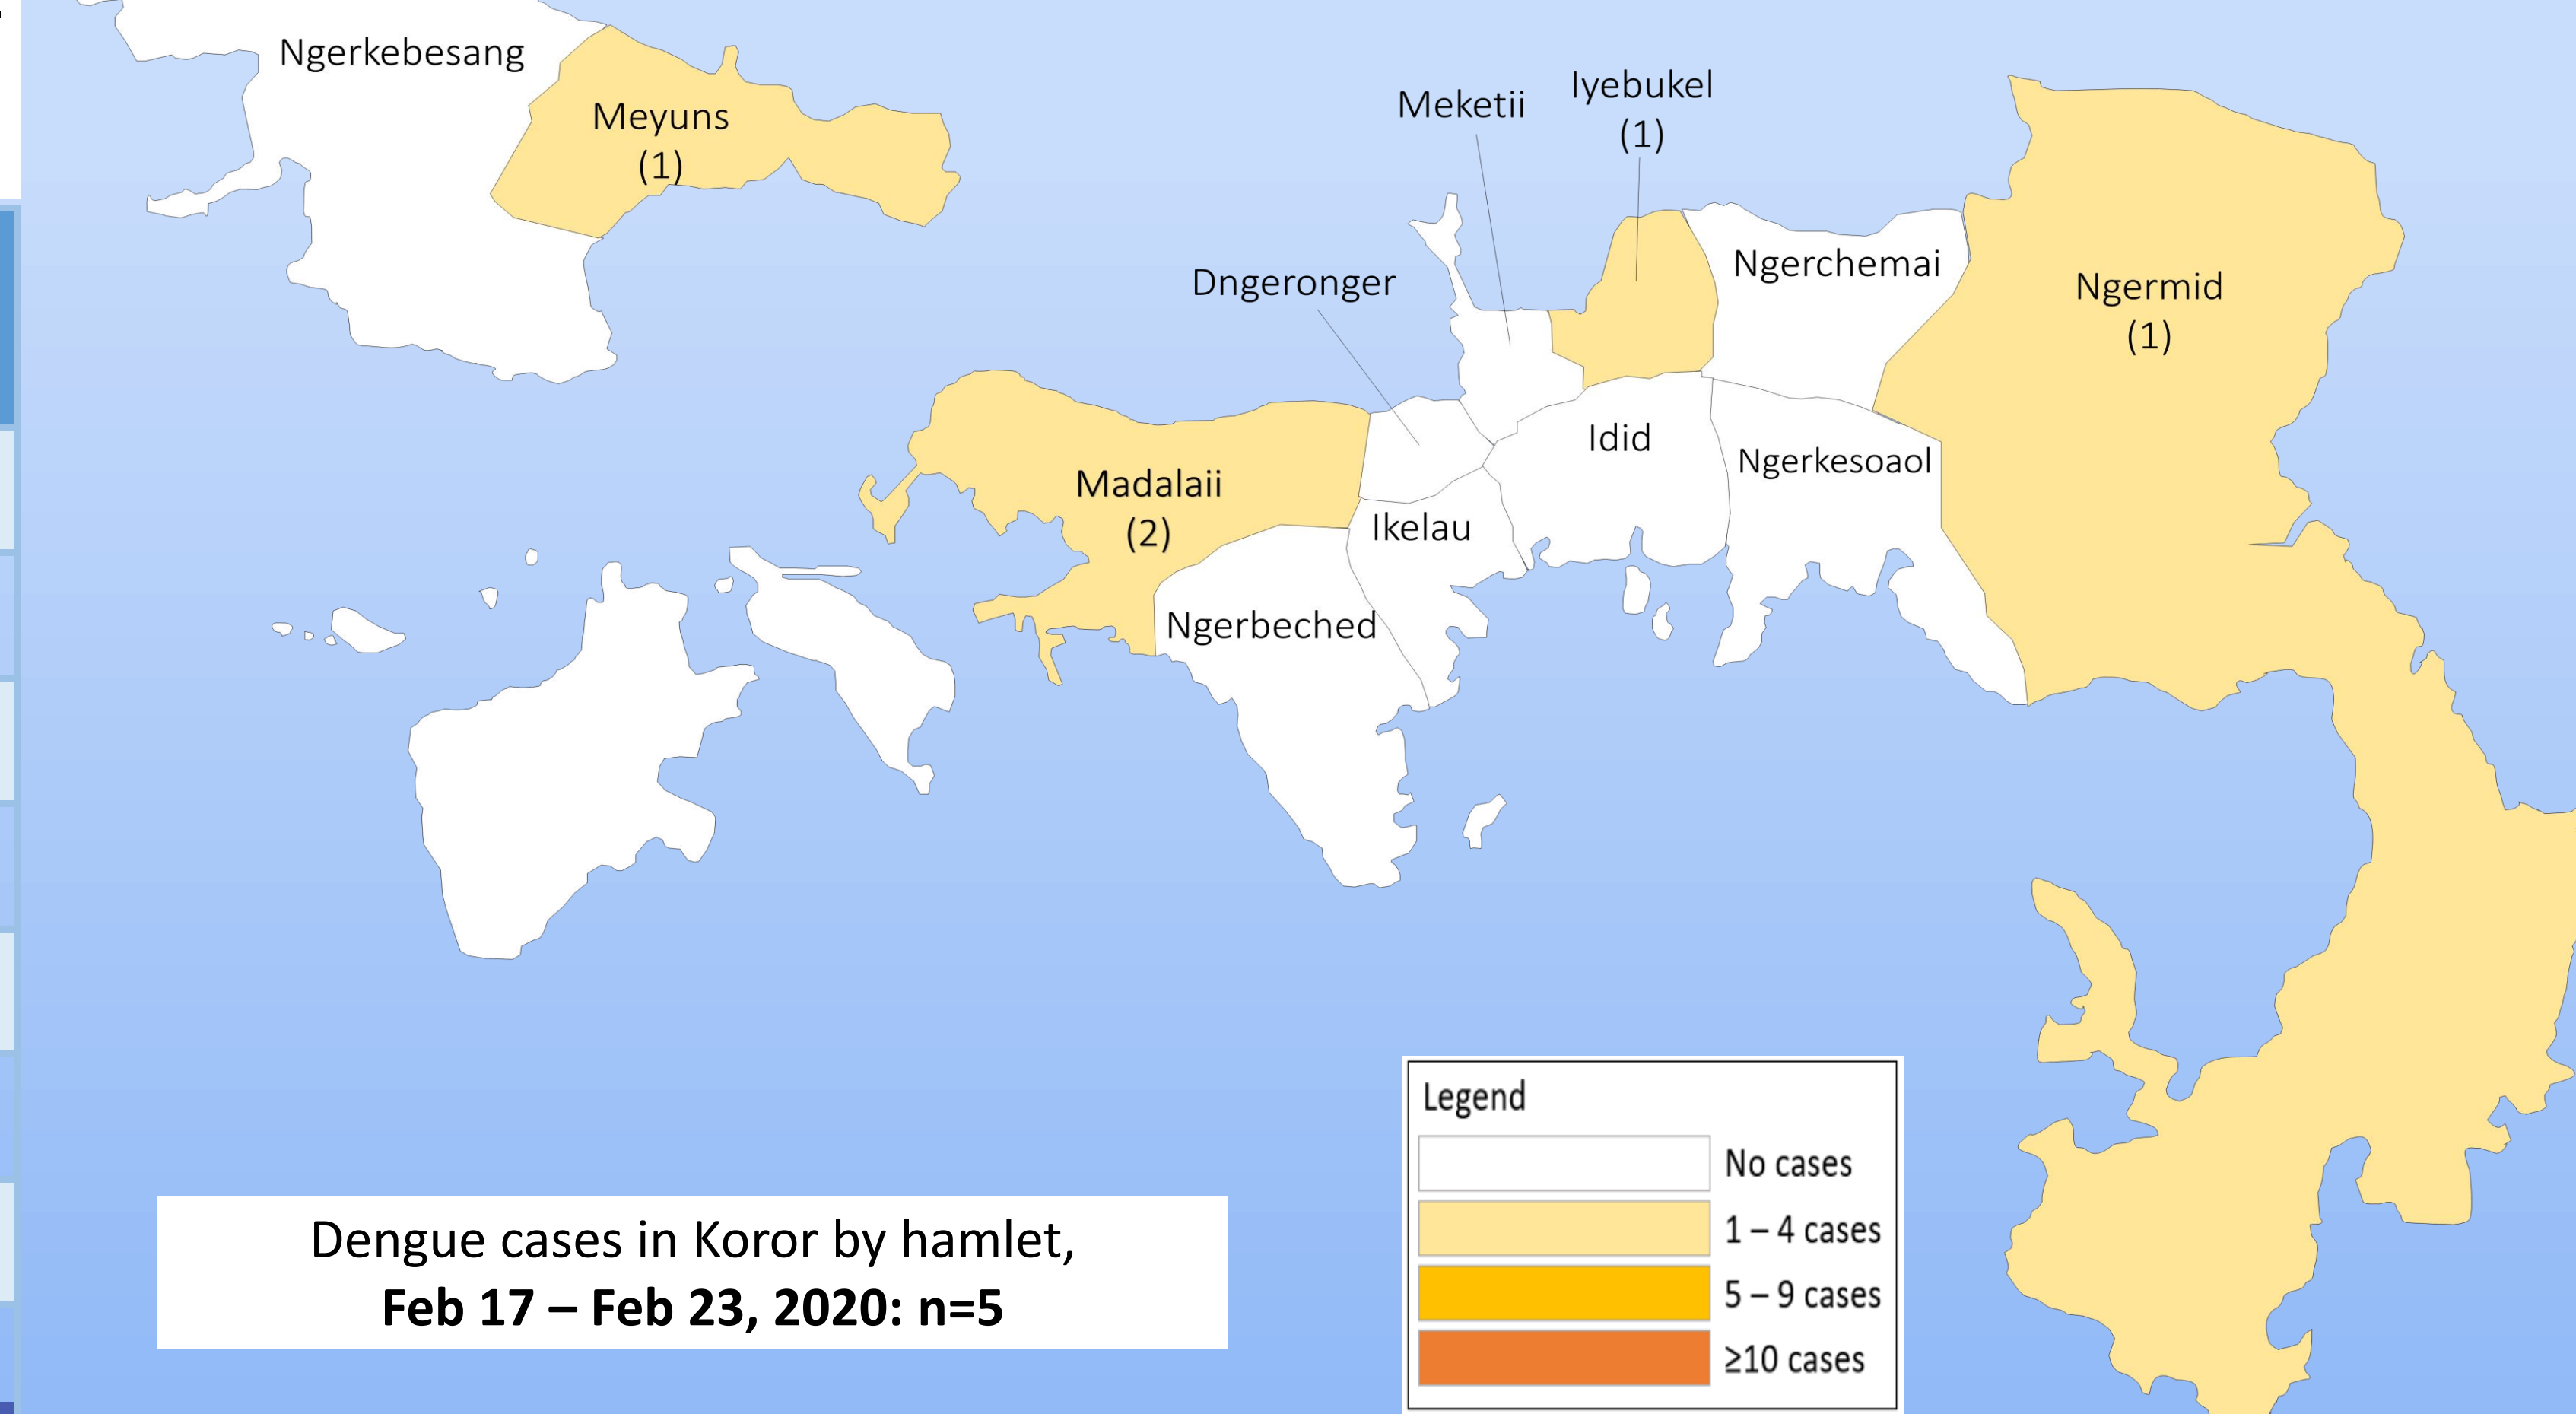 Ngerkebesang
Meyuns
(1)
Meketii
Iyebukel
(1)
Dngeronger
Ngerchemai
Ngermid
(1)
Madalaii
(2)
Idid
Ngerkesoaol
Ikelau
Ngerbeched
Legend
No cases
1 – 4 cases
5 – 9 cases
≥10 cases
Dengue cases in Koror by hamlet,
Feb 17 – Feb 23, 2020: n=5